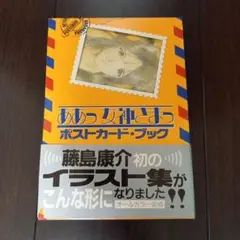 ああっ女神さまっ
ポストカード・ブック
藤島康介初の
イラスト集が
こんな形に
なりました!!